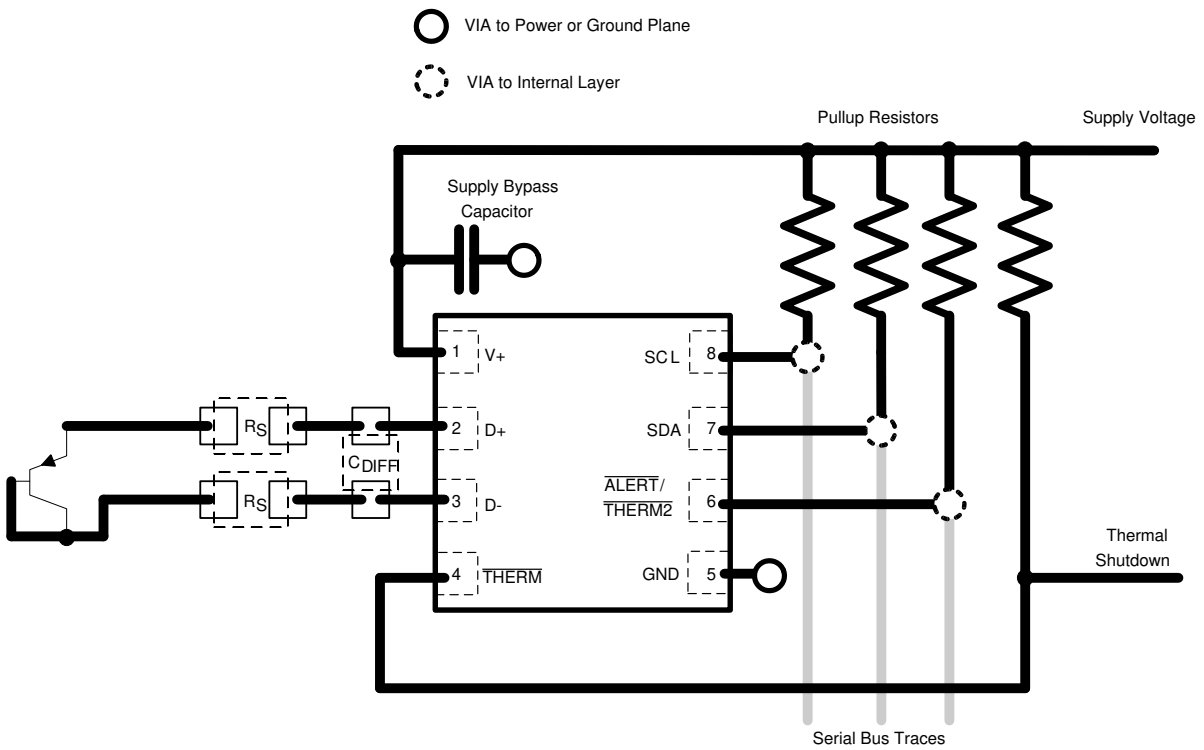 VIA to Power or Ground Plane
VIA to Internal Layer
Pullup Resistors
Supply Voltage
Supply Bypass
Capacitor
1
V+
SCL
8
RS
2
D+
SDA
7
CDIFF
RS
3
D-
ALERT/
THERM2
6
4
THERM
GND
5
Thermal
Shutdown
Serial Bus Traces